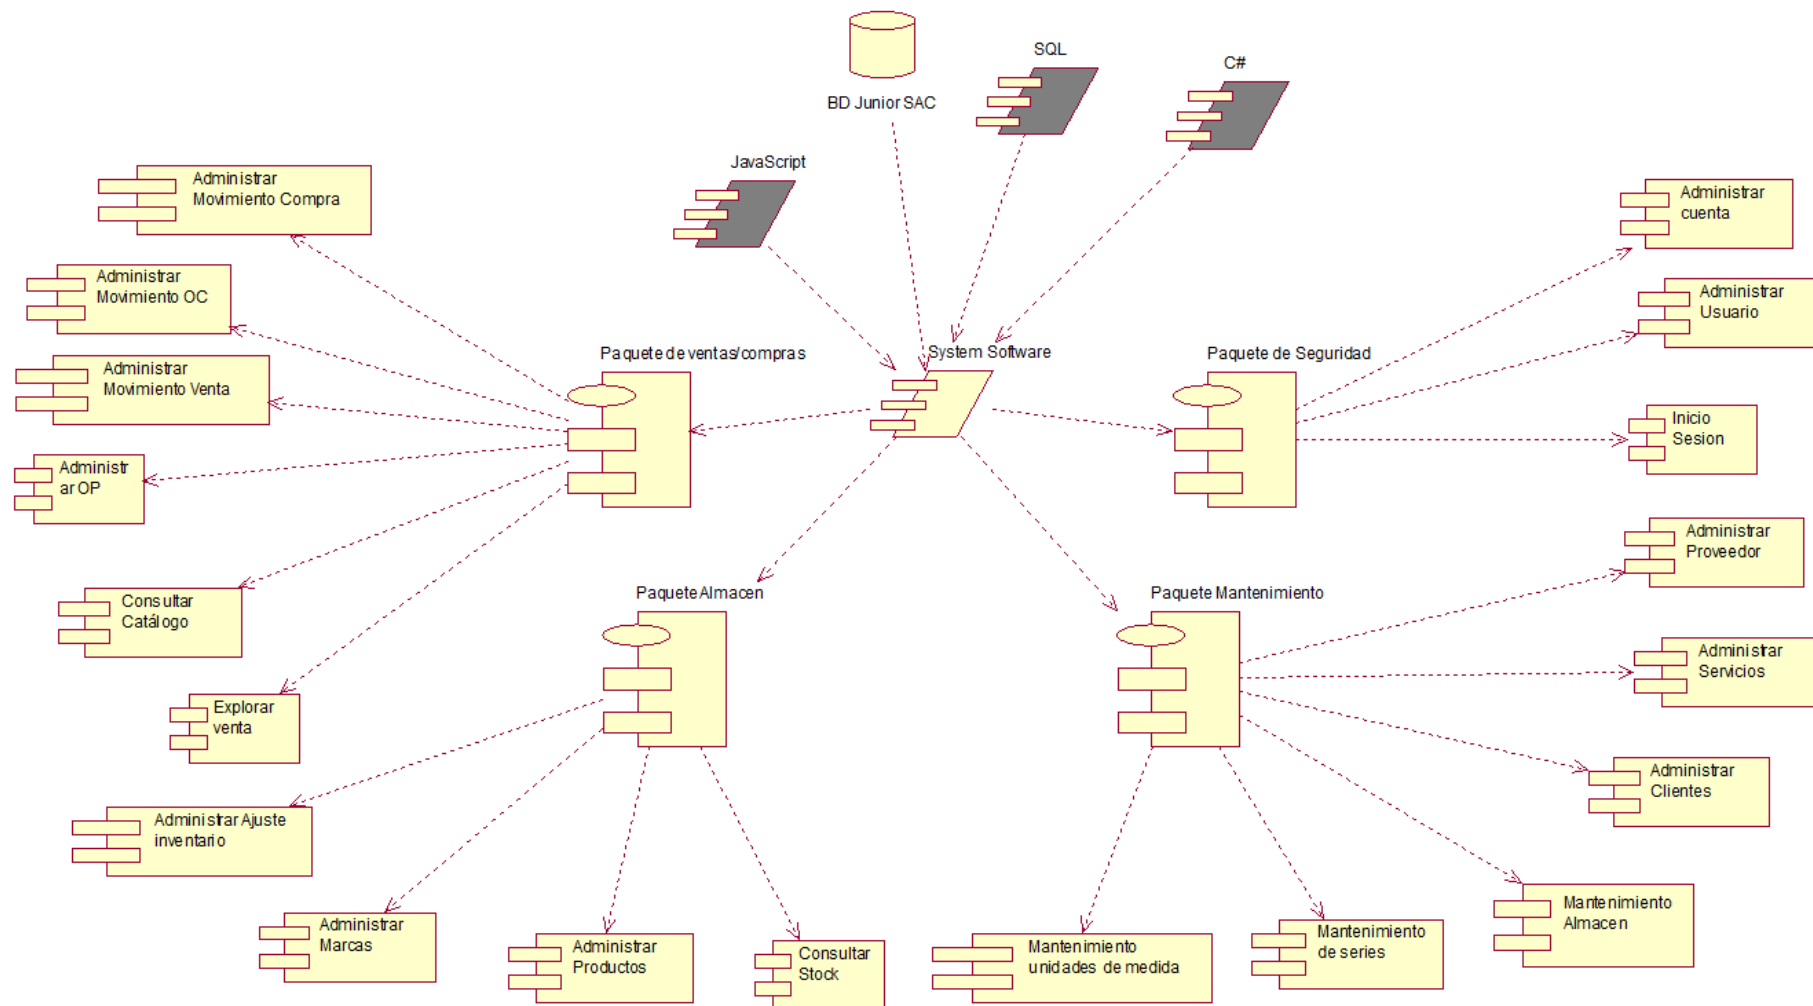 BD Junior SAC
SQL
C#
JavaScript
Administrar
Movimiento Compra
Administrar
cuenta
Administrar
Movimiento OC
Administrar
Usuario
Paquete de ventas/compras
System Software
Paquete de Seguridad
Administrar
Movimiento Venta
Inicio
Sesion
Administr
ar OP
Administrar
Proveedor
Paquete Almacen
Paquete Mantenimiento
Consultar
Catálogo
Administrar
Servicios
Explorar
venta
Administrar
Clientes
Administrar Ajuste
inventario
Mantenimiento
Almacen
Administrar
Marcas
Administrar
Productos
Consultar
Stock
Mantenimiento
unidades de medida
Mantenimiento
de series